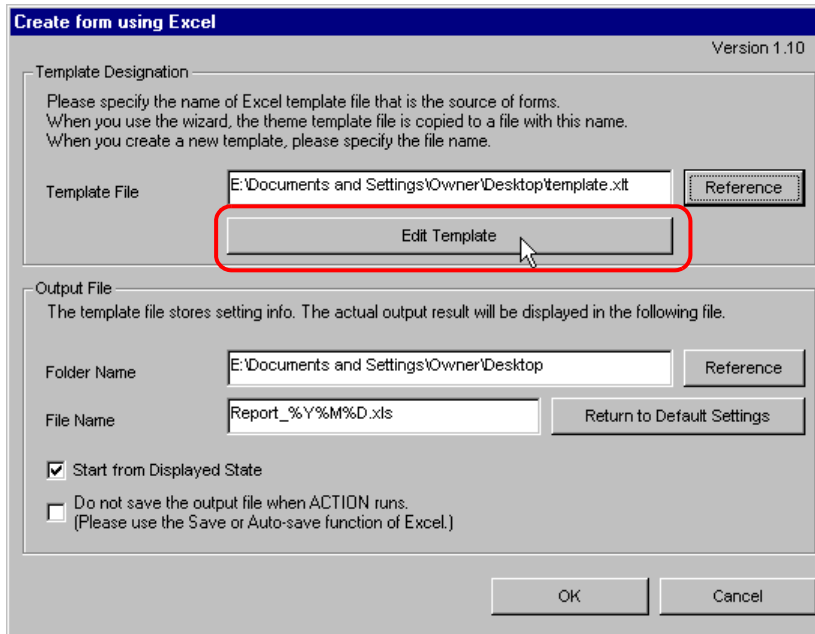 Create form using Excel
Version 1.10
Template Designation
Please specify the name of Excel template file that is the source of forms.
When you use the wizard, the theme template file is copied to a file with this name.
When you create a new template, please specify the file name.
Template File
E:\Documents and Settings\Owner\Desktop\template.xlt
Reference
Edit Template
Output File
The template file stores setting info. The actual output result will be displayed in the following file.
Folder Name
E:\Documents and Settings\Owner\Desktop
Reference
File Name
Report_%Y%M%D.xls
Return to Default Settings
Start from Displayed State
Do not save the output file when ACTION runs.
(Please use the Save or Auto-save function of Excel.)
OK
Cancel